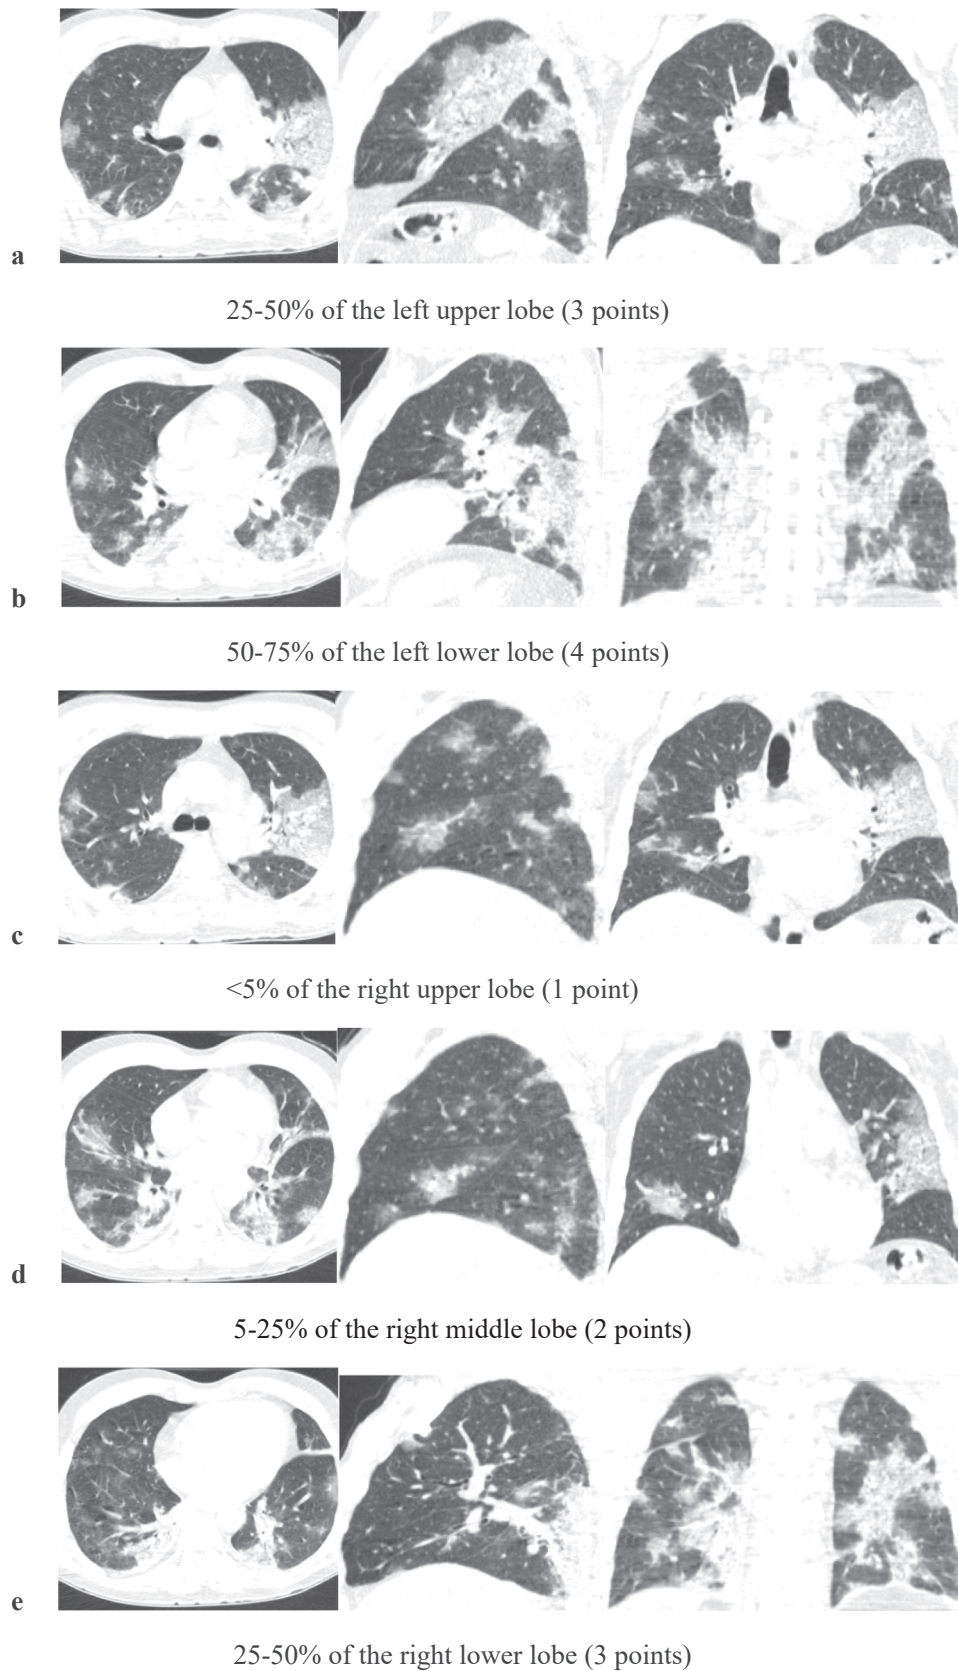 a
25-50% of the left upper lobe (3 points)
b
50-75% of the left lower lobe (4 points)
c
<5% of the right upper lobe (1 point)
d
5-25% of the right middle lobe (2 points)
e
25-50% of the right lower lobe (3 points)